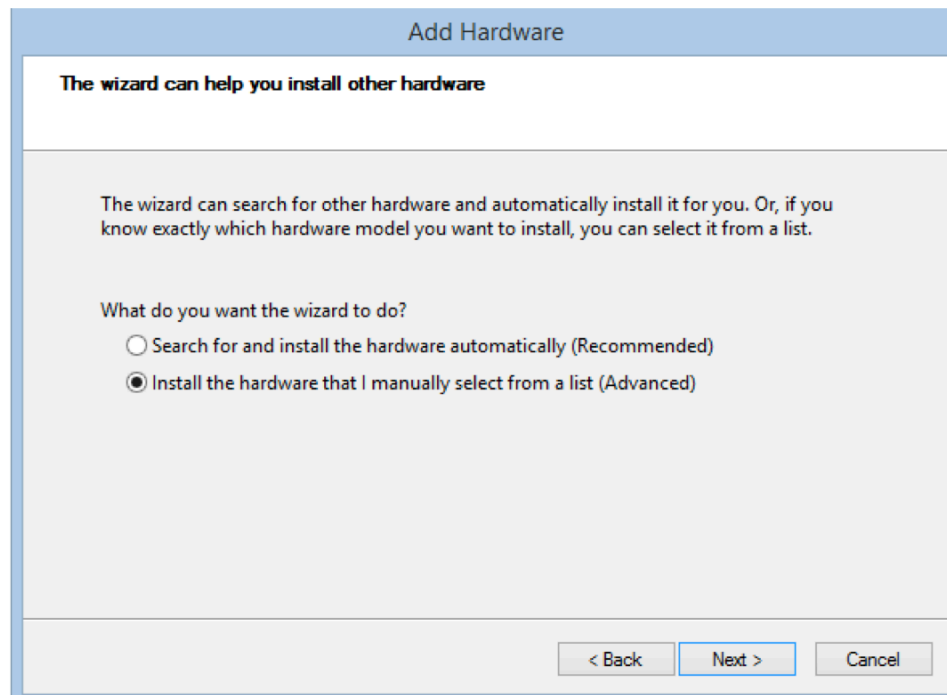 Add Hardware
The wizard can help you install other hardware
The wizard can search for other hardware and automatically install it for you. Or, if you
know exactly which hardware model you want to install, you can select it from a list.
What do you want the wizard to do?
Search for and install the hardware automatically (Recommended)
Install the hardware that I manually select from a list (Advanced)
< Back Next > Cancel